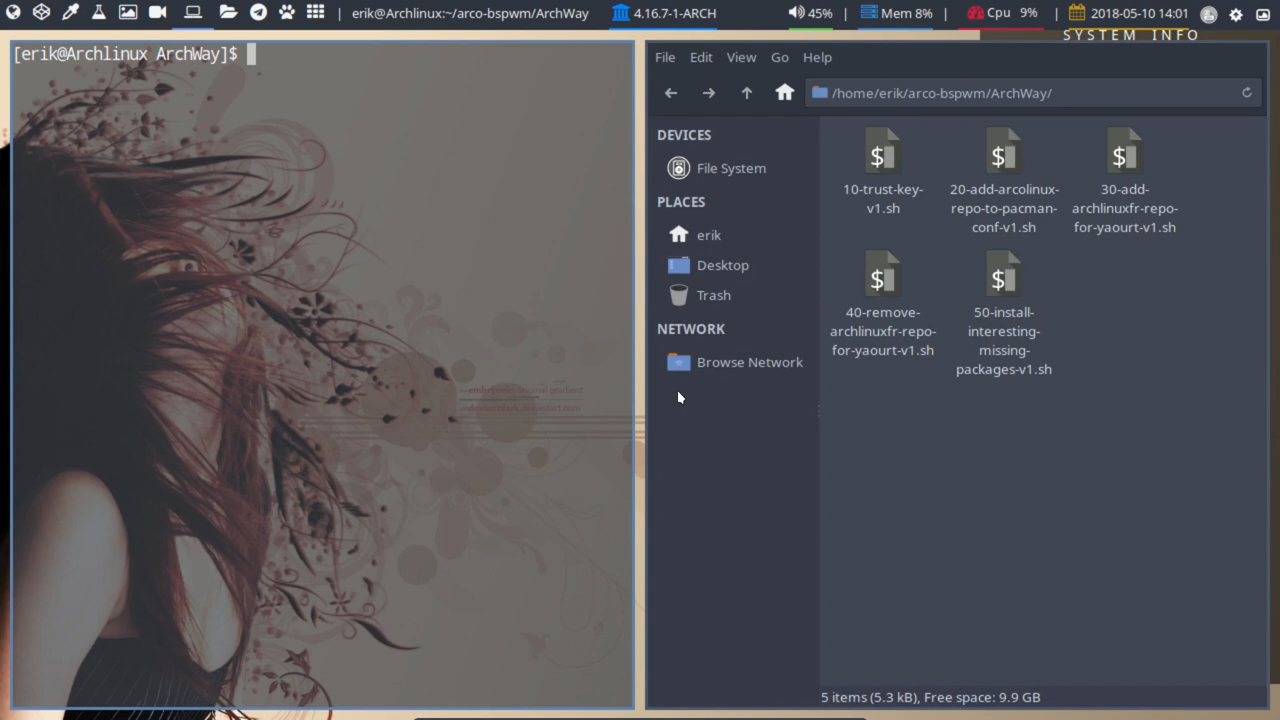 erik@Archlinux:~/arco-bspwm/ArchWay
4.16.7-1-ARCH
45%
Mem 8%
Cpu 9%
2018-05-10 14:01
SYSTEM INFO
[erik@Archlinux ArchWay]$
File Edit View Go Help
/home/erik/arco-bspwm/ArchWay/
DEVICES
File System
PLACES
erik
Desktop
Trash
NETWORK
Browse Network
10-trust-key-
v1.sh
20-add-arcolinux-
repo-to-pacman-
conf-v1.sh
30-add-
archlinuxfr-repo-
for-yaourt-v1.sh
40-remove-
archlinuxfr-repo-
for-yaourt-v1.sh
50-install-
interesting-
missing-
packages-v1.sh
5 items (5.3 kB), Free space: 9.9 GB